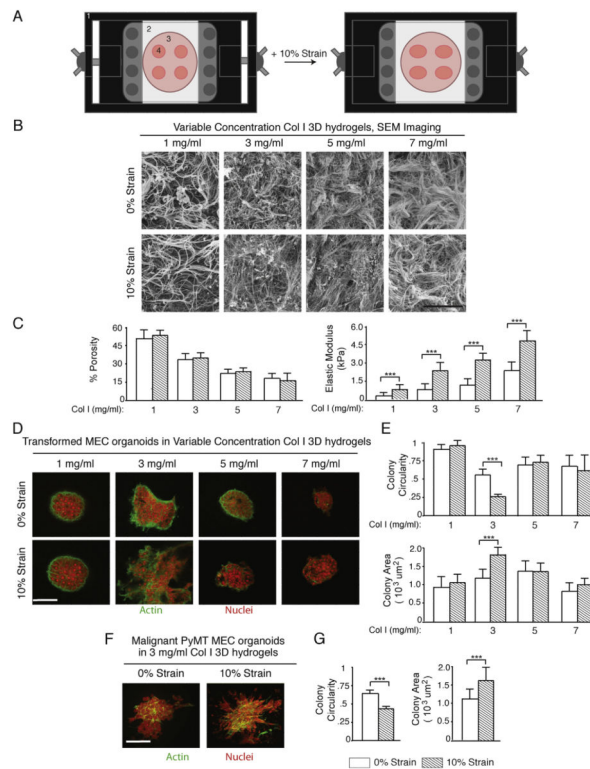 A
1
2
3
4
+ 10% Strain
B
Variable Concentration Col I 3D hydrogels, SEM Imaging
1 mg/ml 3 mg/ml 5 mg/ml 7 mg/ml
0% Strain
10% Strain
C
% Porosity
60
45
30
15
Col I (mg/ml): 1 3 5 7
Elastic Modulus
(kPa)
6.0
4.5
3.0
1.5
0
*** *** *** ***
Col I (mg/ml): 1 3 5 7
D
Transformed MEC organoids in Variable Concentration Col I 3D hydrogels
1 mg/ml 3 mg/ml 5 mg/ml 7 mg/ml
0% Strain
10% Strain
Actin Nuclei
E
Colony
Circularity
1
.75
.5
.25
0
***
Col I (mg/ml): 1 3 5 7
Colony Area
( 10³ um²)
2.0
1.5
1.0
.5
0
***
Col I (mg/ml): 1 3 5 7
F
Malignant PyMT MEC organoids
in 3 mg/ml Col I 3D hydrogels
0% Strain 10% Strain
Actin Nuclei
G
Colony
Circularity
1
.75
.5
.25
0
***
Colony Area
( 10³ um²)
2.0
1.5
1.0
.5
0
***
0% Strain 10% Strain